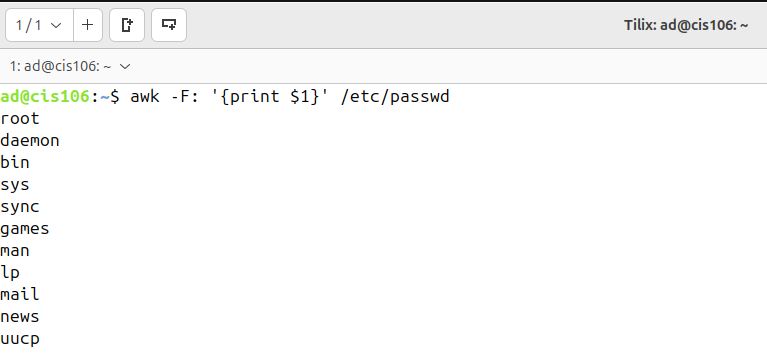 1 / 1
Tilix: ad@cis106: ~
1: ad@cis106: ~
ad@cis106:~$ awk -F: '{print $1}' /etc/passwd
root
daemon
bin
sys
sync
games
man
lp
mail
news
uucp